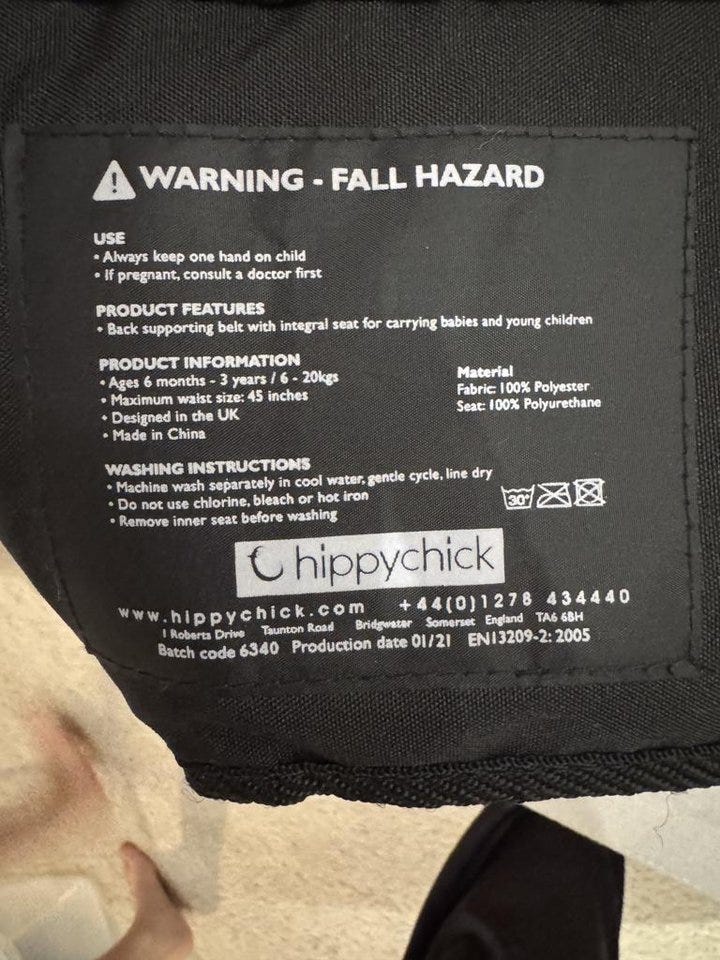 WARNING - FALL HAZARD
USE
• Always keep one hand on child
• If pregnant, consult a doctor first
PRODUCT FEATURES
• Back supporting belt with integral seat for carrying babies and young children
PRODUCT INFORMATION
• Ages 6 months - 3 years / 6 - 20kgs
• Maximum waist size: 45 inches
• Designed in the UK
• Made in China
Material
Fabric: 100% Polyester
Seat: 100% Polyurethane
WASHING INSTRUCTIONS
• Machine wash separately in cool water, gentle cycle, line dry
• Do not use chlorine, bleach or hot iron
• Remove inner seat before washing
30°
hippychick
www.hippychick.com +44(0)1278 434440
1 Roberts Drive Taunton Road Bridgwater Somerset England TA6 6BH
Batch code 6340 Production date 01/21 EN13209-2: 2005